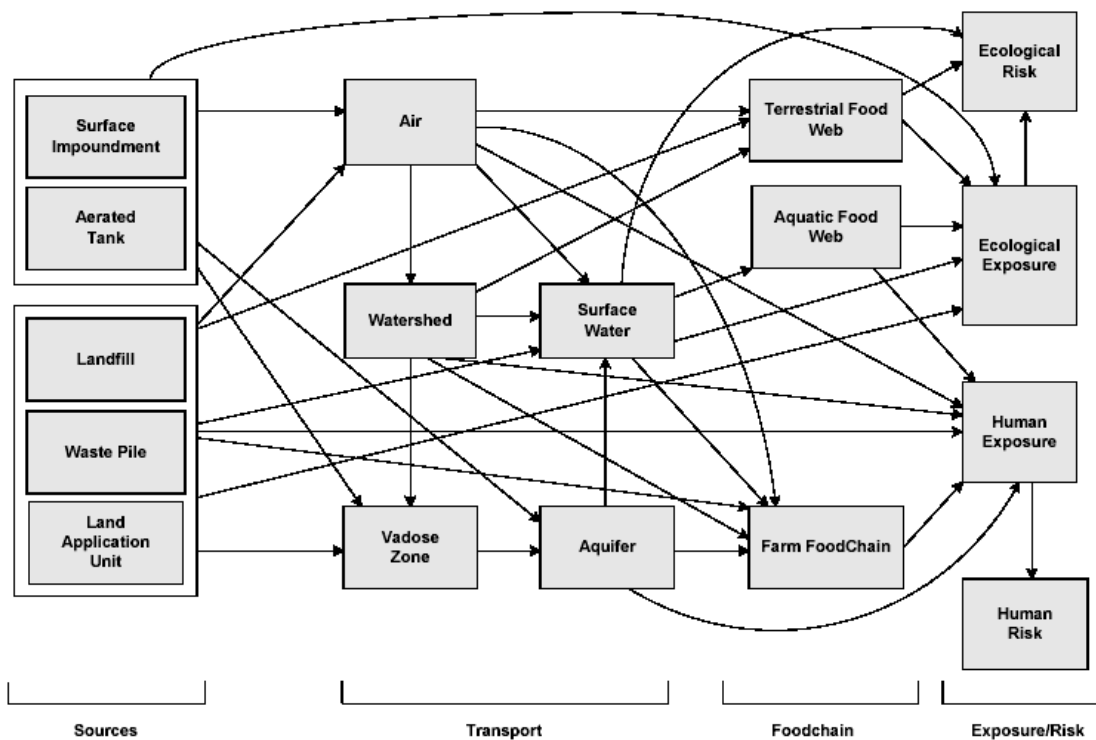 Surface
Impoundment
Aerated
Tank
Landfill
Waste Pile
Land
Application
Unit
Air
Watershed
Vadose
Zone
Surface
Water
Aquifer
Terrestrial Food
Web
Aquatic Food
Web
Farm FoodChain
Ecological
Risk
Ecological
Exposure
Human
Exposure
Human
Risk
Sources
Transport
Foodchain
Exposure/Risk